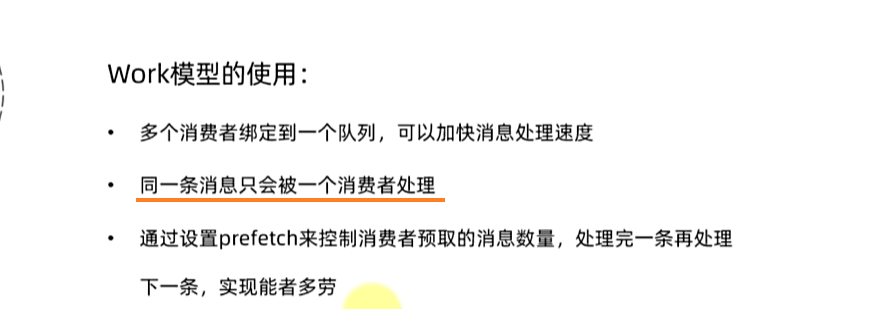 Work模型的使用：
• 多个消费者绑定到一个队列，可以加快消息处理速度
• 同一条消息只会被一个消费者处理
• 通过设置prefetch来控制消费者预取的消息数量，处理完一条再处理
下一条，实现能者多劳